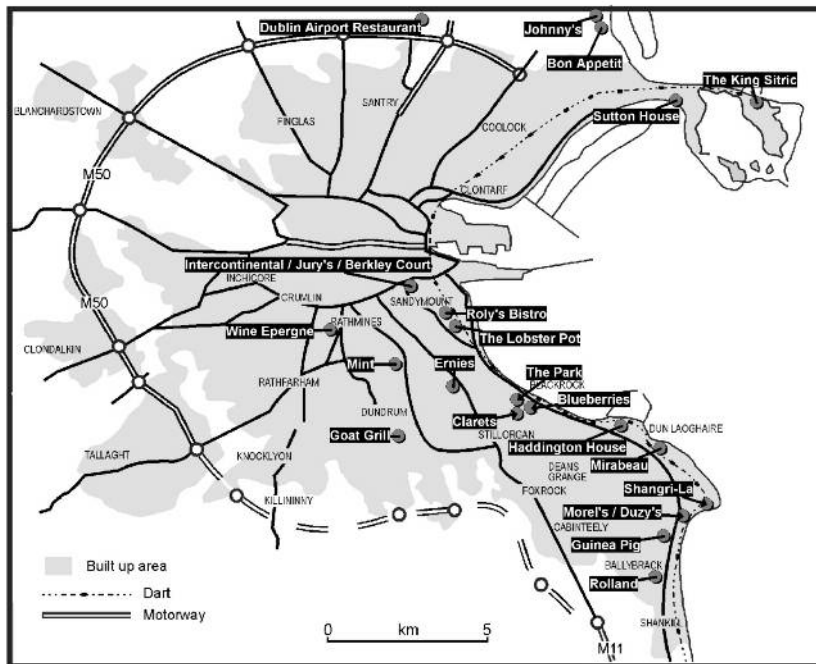 Dublin Airport Restaurant
Johnny's
Bon Appetit
The King Sitric
Sutton House
BLANCHARDSTOWN
FINGLAS
SANTRY
COOLOCK
CLONTARF
M50
Intercontinental / Jury's / Berkley Court
INCHICORE
CRUMLIN
SANDYMOUNT
M50
Roly's Bistro
Wine Epergne
RATHMINES
The Lobster Pot
CLONDALKIN
Mint
Ernies
The Park
BLACKROCK
RATHFARHAM
Blueberries
DUNDRUM
Clarets
Goat Grill
STILLORCAN
DUN LAOGHAIRE
Haddington House
TALLAGHT
KNOCKLYON
Mirabeau
DEANS
GRANGE
FOXROCK
Shangri-La
KILLININNY
Morel's / Duzy's
CABINTEELY
Guinea Pig
BALLYBRACK
Rolland
SHANKILL
M11
Built up area
Dart
Motorway
0 km 5